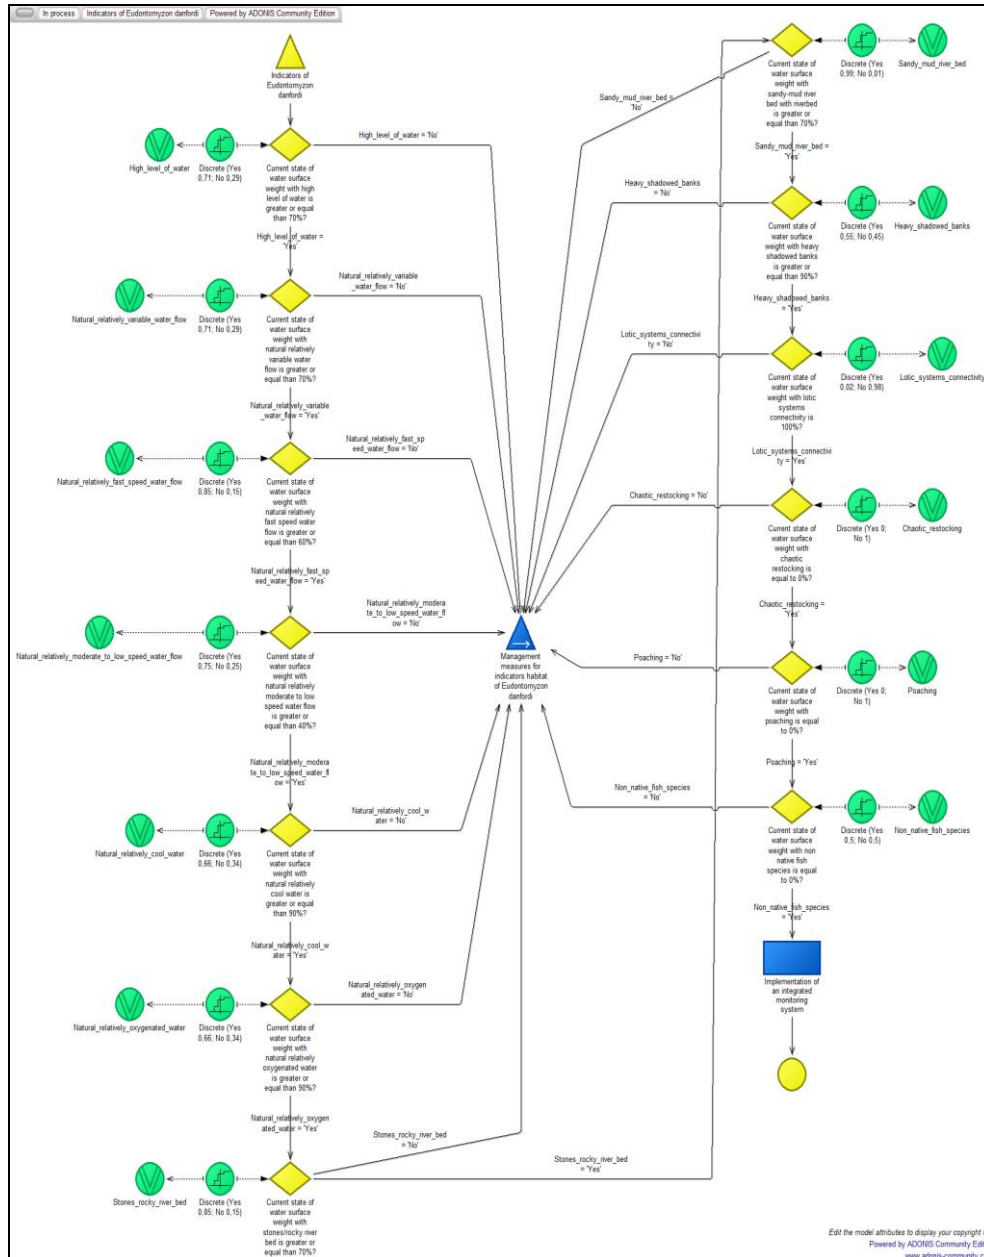 In process
Indicators of Eudontomyzon danfordi
Powered by ADONIS Community Edition
Indicators of
Eudontomyzon
danfordi
High_level_of_water
Discrete (Yes
0,71; No 0,29)
Current state of
water surface
weight with high
level of water is
greater or equal
than 70%?
High_level_of_water = 'No'
High_level_of_water =
'Yes'
Natural_relatively_variable_water_flow
Discrete (Yes
0,71; No 0,29)
Current state of
water surface
weight with
natural relatively
variable water
flow is greater or
equal than 70%?
Natural_relatively_variable
_water_flow = 'No'
Natural_relatively_variable
_water_flow = 'Yes'
Natural_relatively_fast_speed_water_flow
Discrete (Yes
0,85; No 0,15)
Current state of
water surface
weight with
natural relatively
fast speed water
flow is greater or
equal than 60%?
Natural_relatively_fast_sp
eed_water_flow = 'No'
Natural_relatively_fast_sp
eed_water_flow = 'Yes'
Natural_relatively_moderate_to_low_speed_water_flow
Discrete (Yes
0,75; No 0,25)
Current state of
water surface
weight with
natural relatively
moderate to low
speed water flow
is greater or
equal than 40%?
Natural_relatively_modera
te_to_low_speed_water_fl
ow = 'No'
Natural_relatively_modera
te_to_low_speed_water_fl
ow = 'Yes'
Natural_relatively_cool_water
Discrete (Yes
0,66; No 0,34)
Current state of
water surface
weight with
natural relatively
cool water is
greater or equal
than 90%?
Natural_relatively_cool_w
ater = 'No'
Natural_relatively_cool_w
ater = 'Yes'
Natural_relatively_oxygenated_water
Discrete (Yes
0,66; No 0,34)
Current state of
water surface
weight with
natural relatively
oxygenated water
is greater or
equal than 90%?
Natural_relatively_oxygen
ated_water = 'No'
Natural_relatively_oxygen
ated_water = 'Yes'
Stones_rocky_river_bed
Discrete (Yes
0,85; No 0,15)
Current state of
water surface
weight with
stones/rocky river
bed is greater or
equal than 70%?
Stones_rocky_river_bed
= 'No'
Stones_rocky_river_bed
= 'Yes'
Management
measures for
indicators habitat
of Eudontomyzon
danfordi
Current state of
water surface
weight with
sandy-mud river
bed with riverbed
is greater or
equal than 70%?
Discrete (Yes
0,99; No 0,01)
Sandy_mud_river_bed
Sandy_mud_river_bed =
'No'
Sandy_mud_river_bed =
'Yes'
Current state of
water surface
weight with heavy
shadowed banks
is greater or
equal than 90%?
Discrete (Yes
0,55; No 0,45)
Heavy_shadowed_banks
Heavy_shadowed_banks
= 'No'
Heavy_shadowed_banks
= 'Yes'
Current state of
water surface
weight with lotic
systems
connectivity is
100%?
Discrete (Yes
0,02; No 0,98)
Lotic_systems_connectivity
Lotic_systems_connectivi
ty = 'No'
Lotic_systems_connectivi
ty = 'Yes'
Current state of
water surface
weight with
chaotic
restocking is
equal to 0%?
Discrete (Yes 0;
No 1)
Chaotic_restocking
Chaotic_restocking = 'No'
Chaotic_restocking =
'Yes'
Current state of
water surface
weight with
poaching is equal
to 0%?
Discrete (Yes 0;
No 1)
Poaching
Poaching = 'No'
Poaching = 'Yes'
Current state of
water surface
weight with non
native fish
species is equal
to 0%?
Discrete (Yes
0,5; No 0,5)
Non_native_fish_species
Non_native_fish_species
= 'No'
Non_native_fish_species
= 'Yes'
Implementation of
an integrated
monitoring
system
Edit the model attributes to display your copyright
Powered by ADONIS:Community Edit
www.adonis-community.c